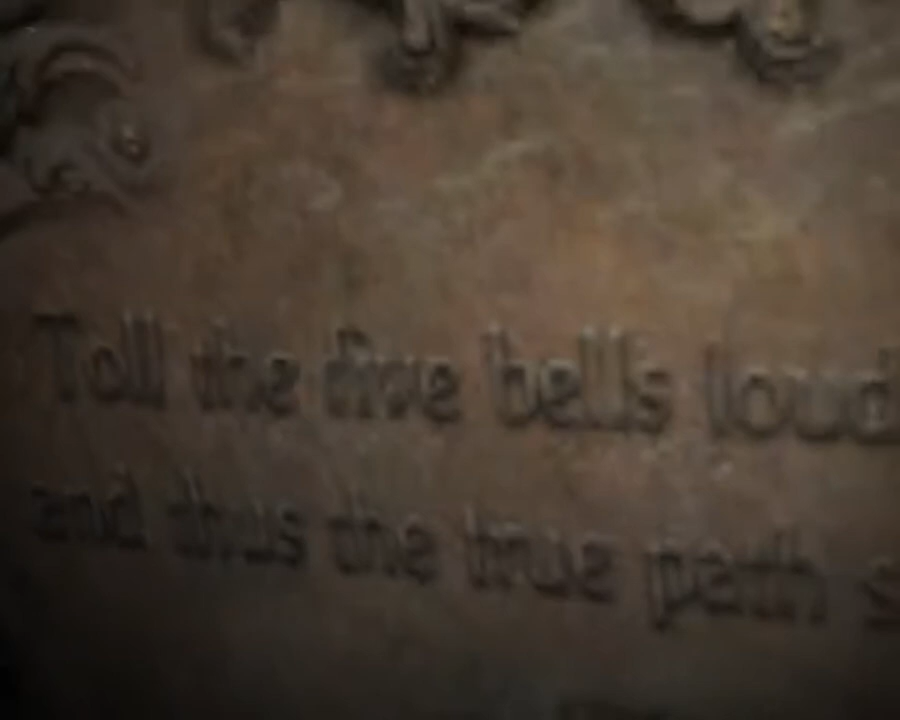 Toll the five bells loud
and thus the true path